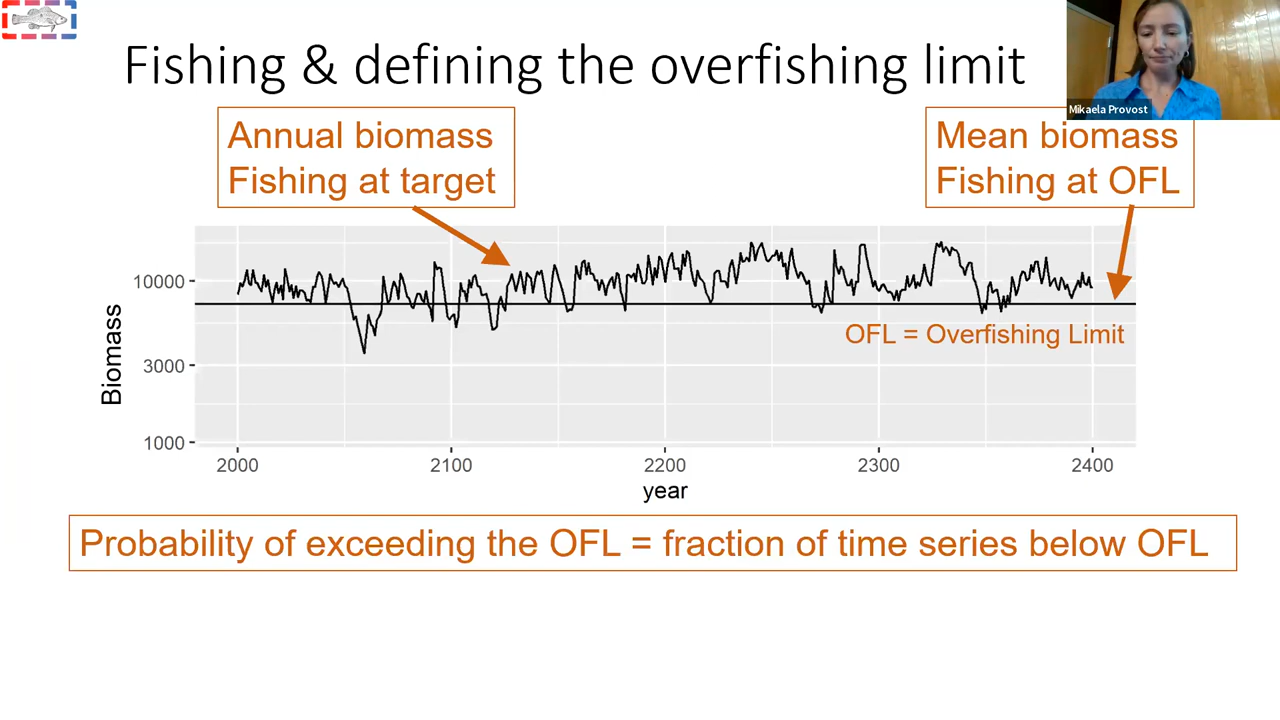 Fishing & defining the overfishing limit
Mikaela Provost
Annual biomass
Fishing at target
Mean biomass
Fishing at OFL
10000
3000
1000
Biomass
OFL = Overfishing Limit
2000 2100 2200 2300 2400
year
Probability of exceeding the OFL = fraction of time series below OFL